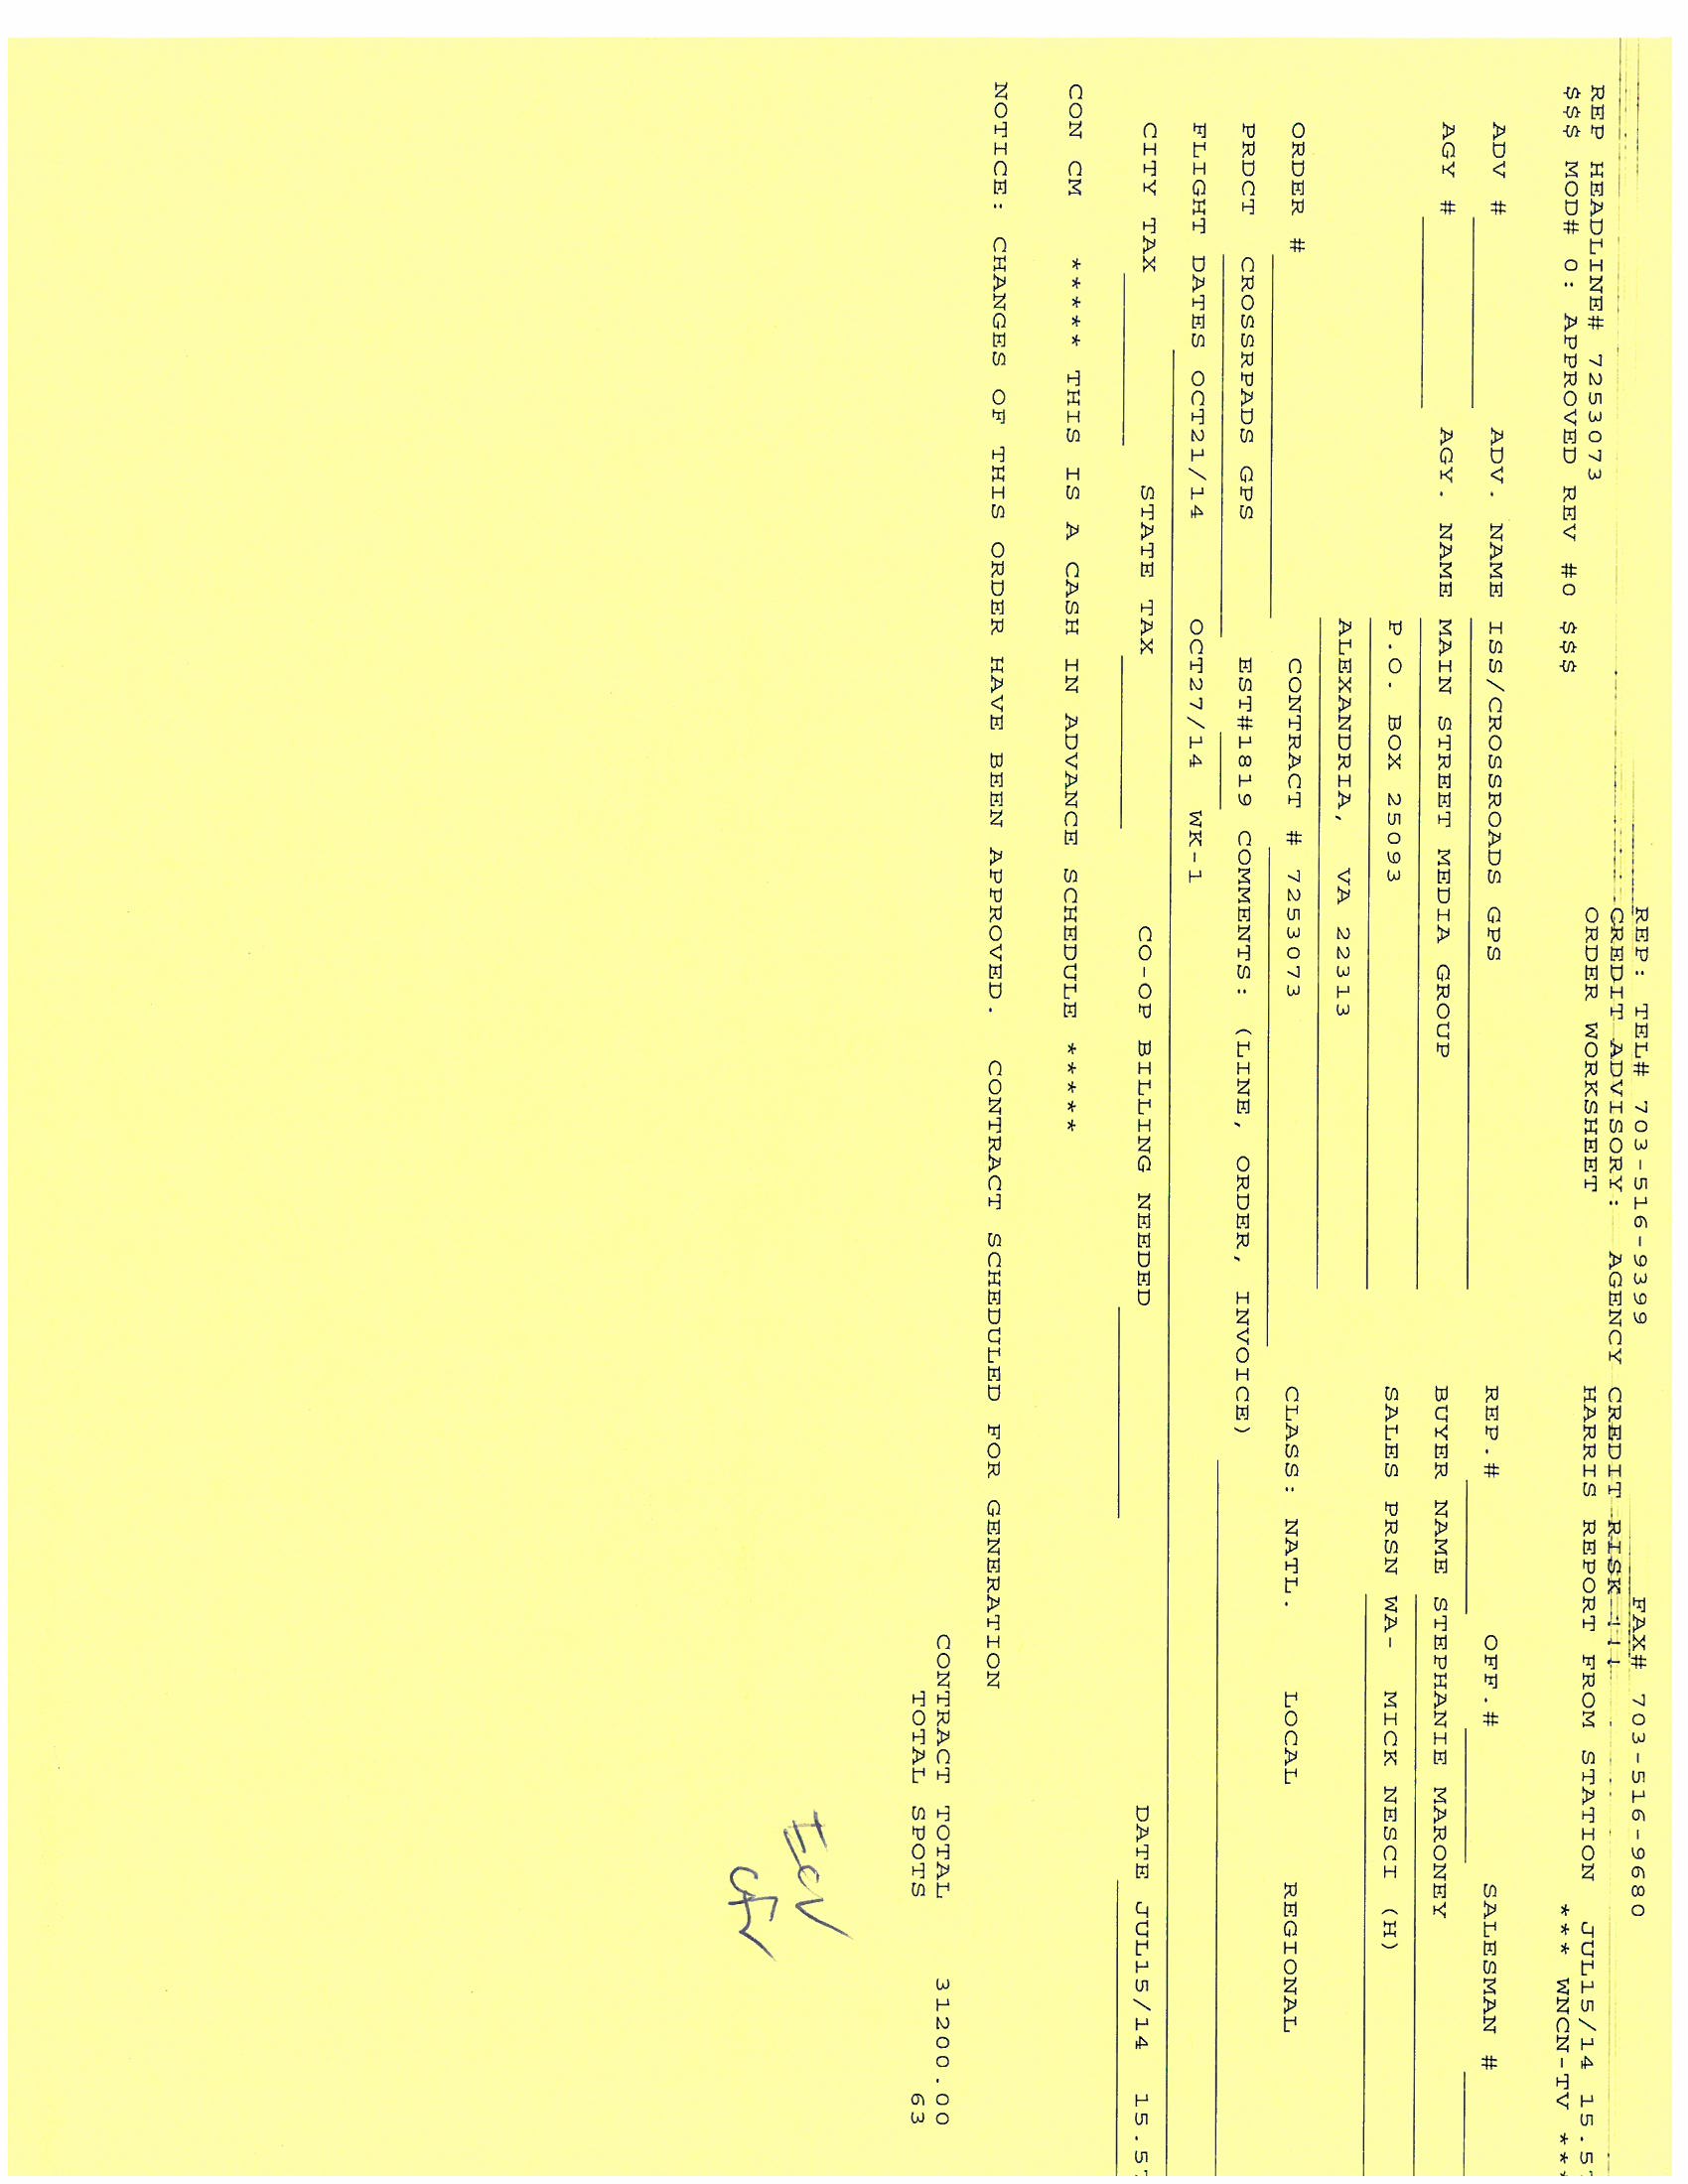 REP: TEL# 703-516-9399 FAX# 703-516-9680
CREDIT ADVISORY: AGENCY CREDIT RISK !!!
ORDER WORKSHEET HARRIS REPORT FROM STATION JUL15/14 15.5
REP HEADLINE# 7253073
$$$ MOD# 0: APPROVED REV #0 $$$ *** WNCN-TV ***
ADV # ADV. NAME ISS/CROSSROADS GPS REP.# OFF.# SALESMAN #
AGY # AGY. NAME MAIN STREET MEDIA GROUP BUYER NAME STEPHANIE MARONEY
P.O. BOX 25093 SALES PRSN WA- MICK NESCI (H)
ALEXANDRIA, VA 22313
ORDER # CONTRACT # 7253073 CLASS: NATL. LOCAL REGIONAL
PRDCT CROSSRPADS GPS EST#1819 COMMENTS: (LINE, ORDER, INVOICE)
FLIGHT DATES OCT21/14 OCT27/14 WK-1
CITY TAX STATE TAX CO-OP BILLING NEEDED DATE JUL15/14 15.5
CON CM ***** THIS IS A CASH IN ADVANCE SCHEDULE *****
NOTICE: CHANGES OF THIS ORDER HAVE BEEN APPROVED. CONTRACT SCHEDULED FOR GENERATION
CONTRACT TOTAL 31200.00
TOTAL SPOTS 63